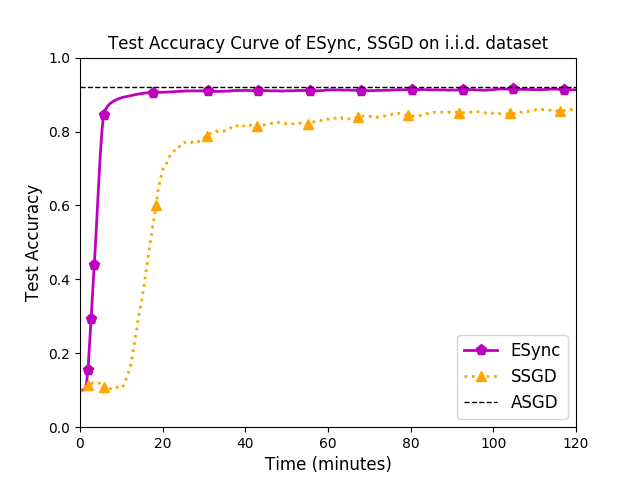 Test Accuracy Curve of ESync, SSGD on i.i.d. dataset
1.0
0.8
0.6
0.4
0.2
0.0
Test Accuracy
0 20 40 60 80 100 120
Time (minutes)
ESync
SSGD
ASGD